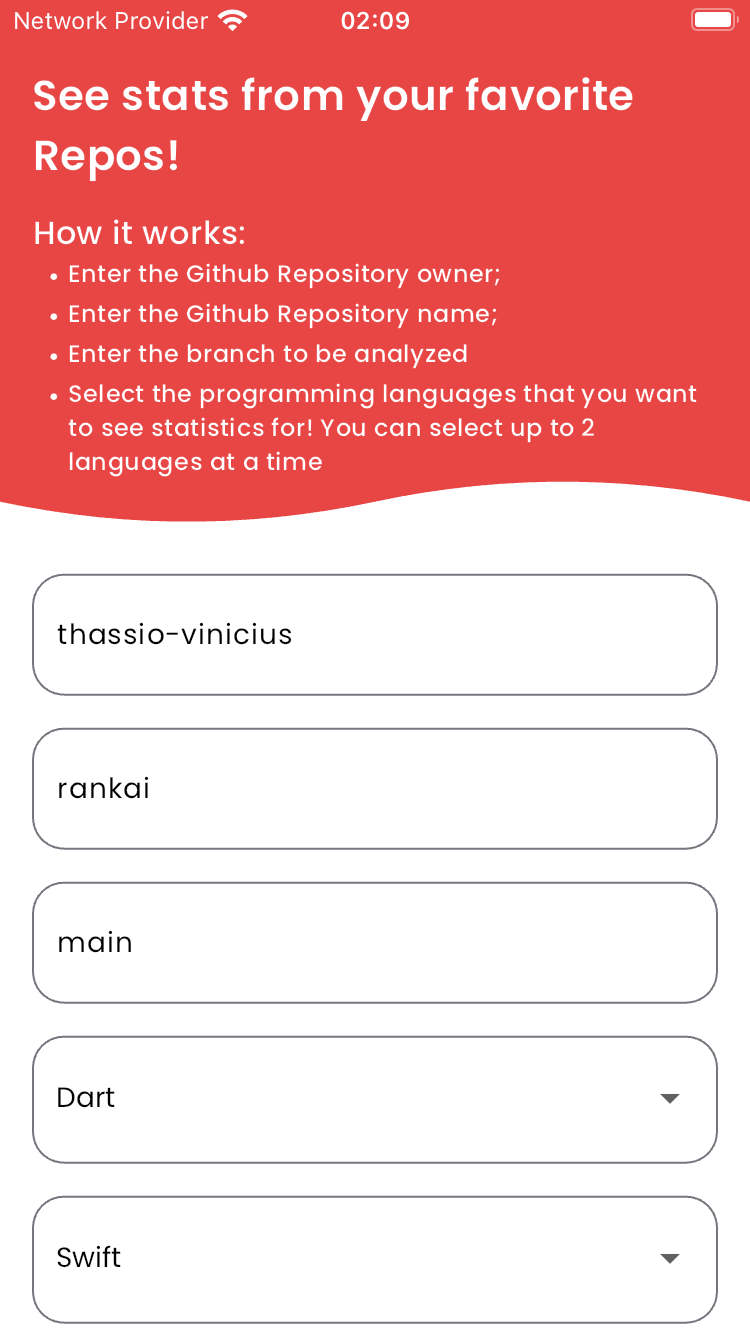 Network Provider 02:09
See stats from your favorite
Repos!
How it works:
• Enter the Github Repository owner;
• Enter the Github Repository name;
• Enter the branch to be analyzed
• Select the programming languages that you want
to see statistics for! You can select up to 2
languages at a time
thassio-vinicius
rankai
main
Dart
Swift